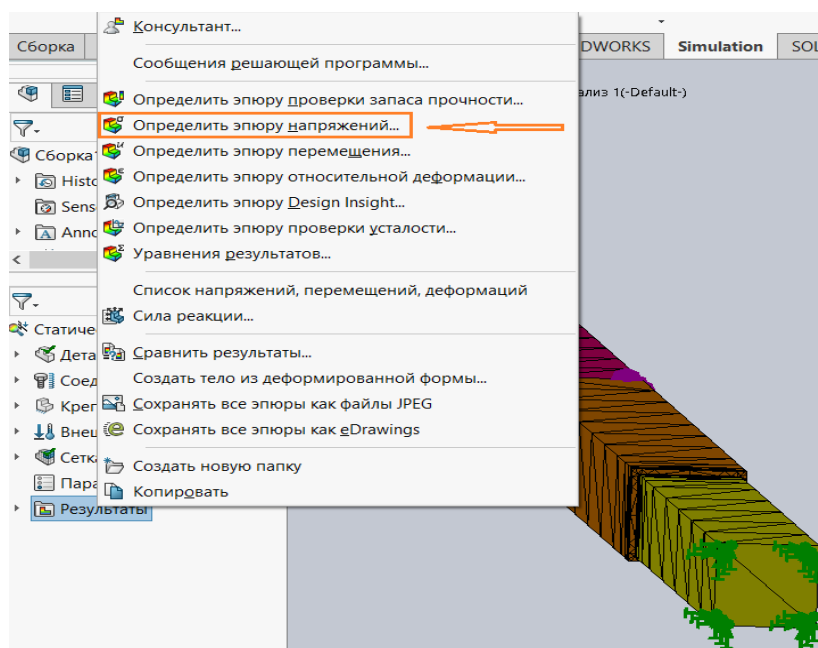 Консультант...
Сборка
DWORKS
Simulation
SOL
Сообщения решающей программы...
ализ 1(-Default-)
Определить эпюру проверки запаса прочности...
Определить эпюру напряжений...
Определить эпюру перемещения...
Сборка
Определить эпюру относительной деформации...
Histo
Определить эпюру Design Insight...
Sens
Определить эпюру проверки усталости...
Anno
Уравнения результатов...
Список напряжений, перемещений, деформаций
Сила реакции...
Статиче
Сравнить результаты...
Дета
Создать тело из деформированной формы...
Соед
Сохранять все эпюры как файлы JPEG
Креп
Сохранять все эпюры как eDrawings
Внеш
Сетка
Создать новую папку
Пара
Копировать
Результаты